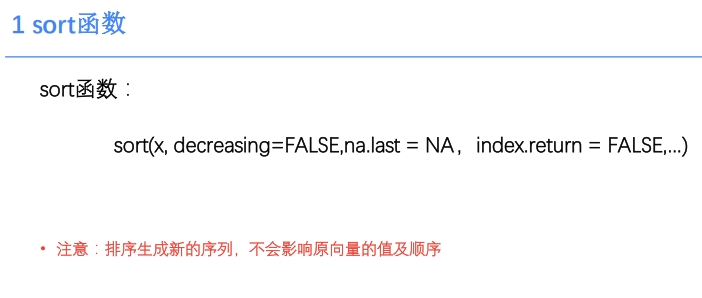 1 sort函数
sort函数：
sort(x, decreasing=FALSE,na.last = NA，index.return = FALSE,...)
• 注意：排序生成新的序列，不会影响原向量的值及顺序